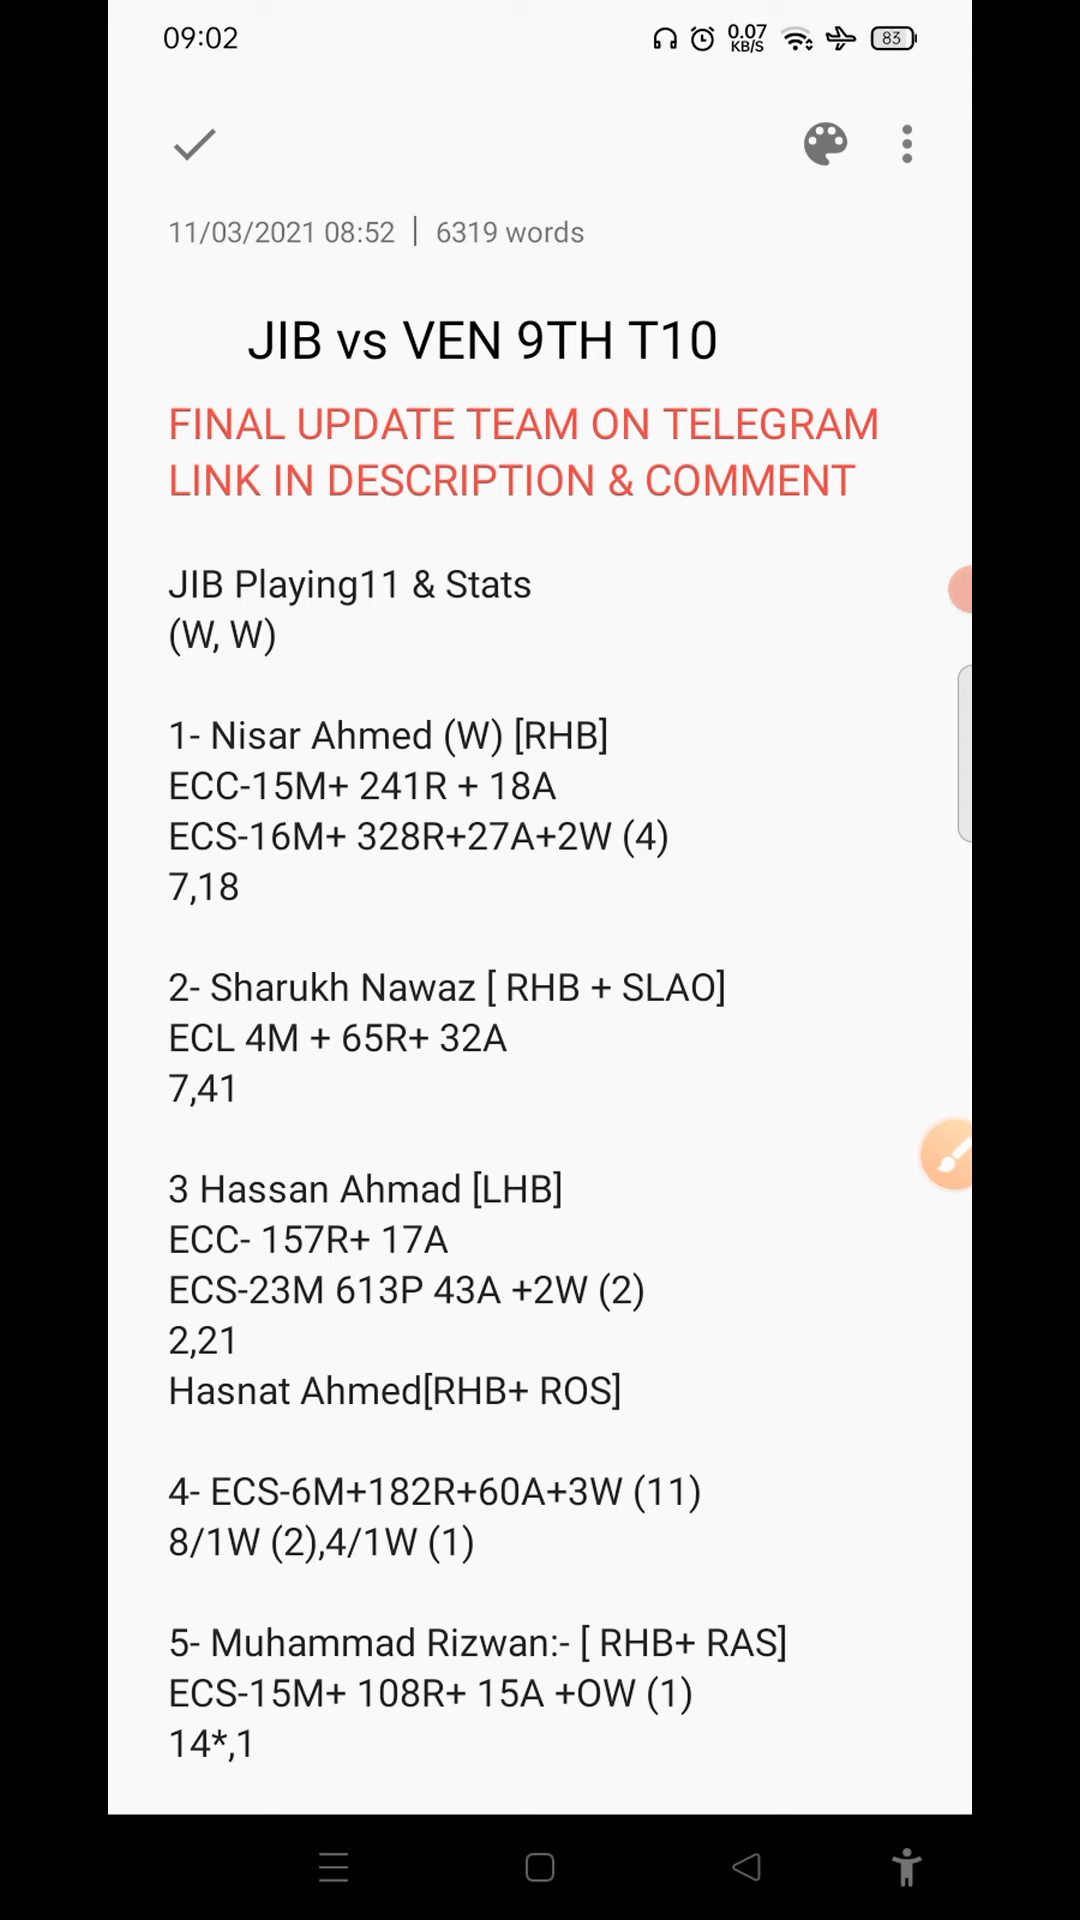 09:02
0.07
KB/S
83
11/03/2021 08:52 | 6319 words
JIB vs VEN 9TH T10
FINAL UPDATE TEAM ON TELEGRAM
LINK IN DESCRIPTION & COMMENT
JIB Playing11 & Stats
(W, W)
1- Nisar Ahmed (W) [RHB]
ECC-15M+ 241R + 18A
ECS-16M+ 328R+27A+2W (4)
7,18
2- Sharukh Nawaz [ RHB + SLAO]
ECL 4M + 65R+ 32A
7,41
3 Hassan Ahmad [LHB]
ECC- 157R+ 17A
ECS-23M 613P 43A +2W (2)
2,21
Hasnat Ahmed[RHB+ ROS]
4- ECS-6M+182R+60A+3W (11)
8/1W (2),4/1W (1)
5- Muhammad Rizwan:- [ RHB+ RAS]
ECS-15M+ 108R+ 15A +OW (1)
14*,1